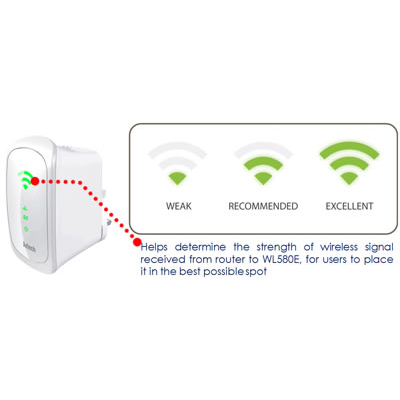 WEAK RECOMMENDED EXCELLENT
Helps determine the strength of wireless signal
received from router to WL580E, for users to place
it in the best possible spot